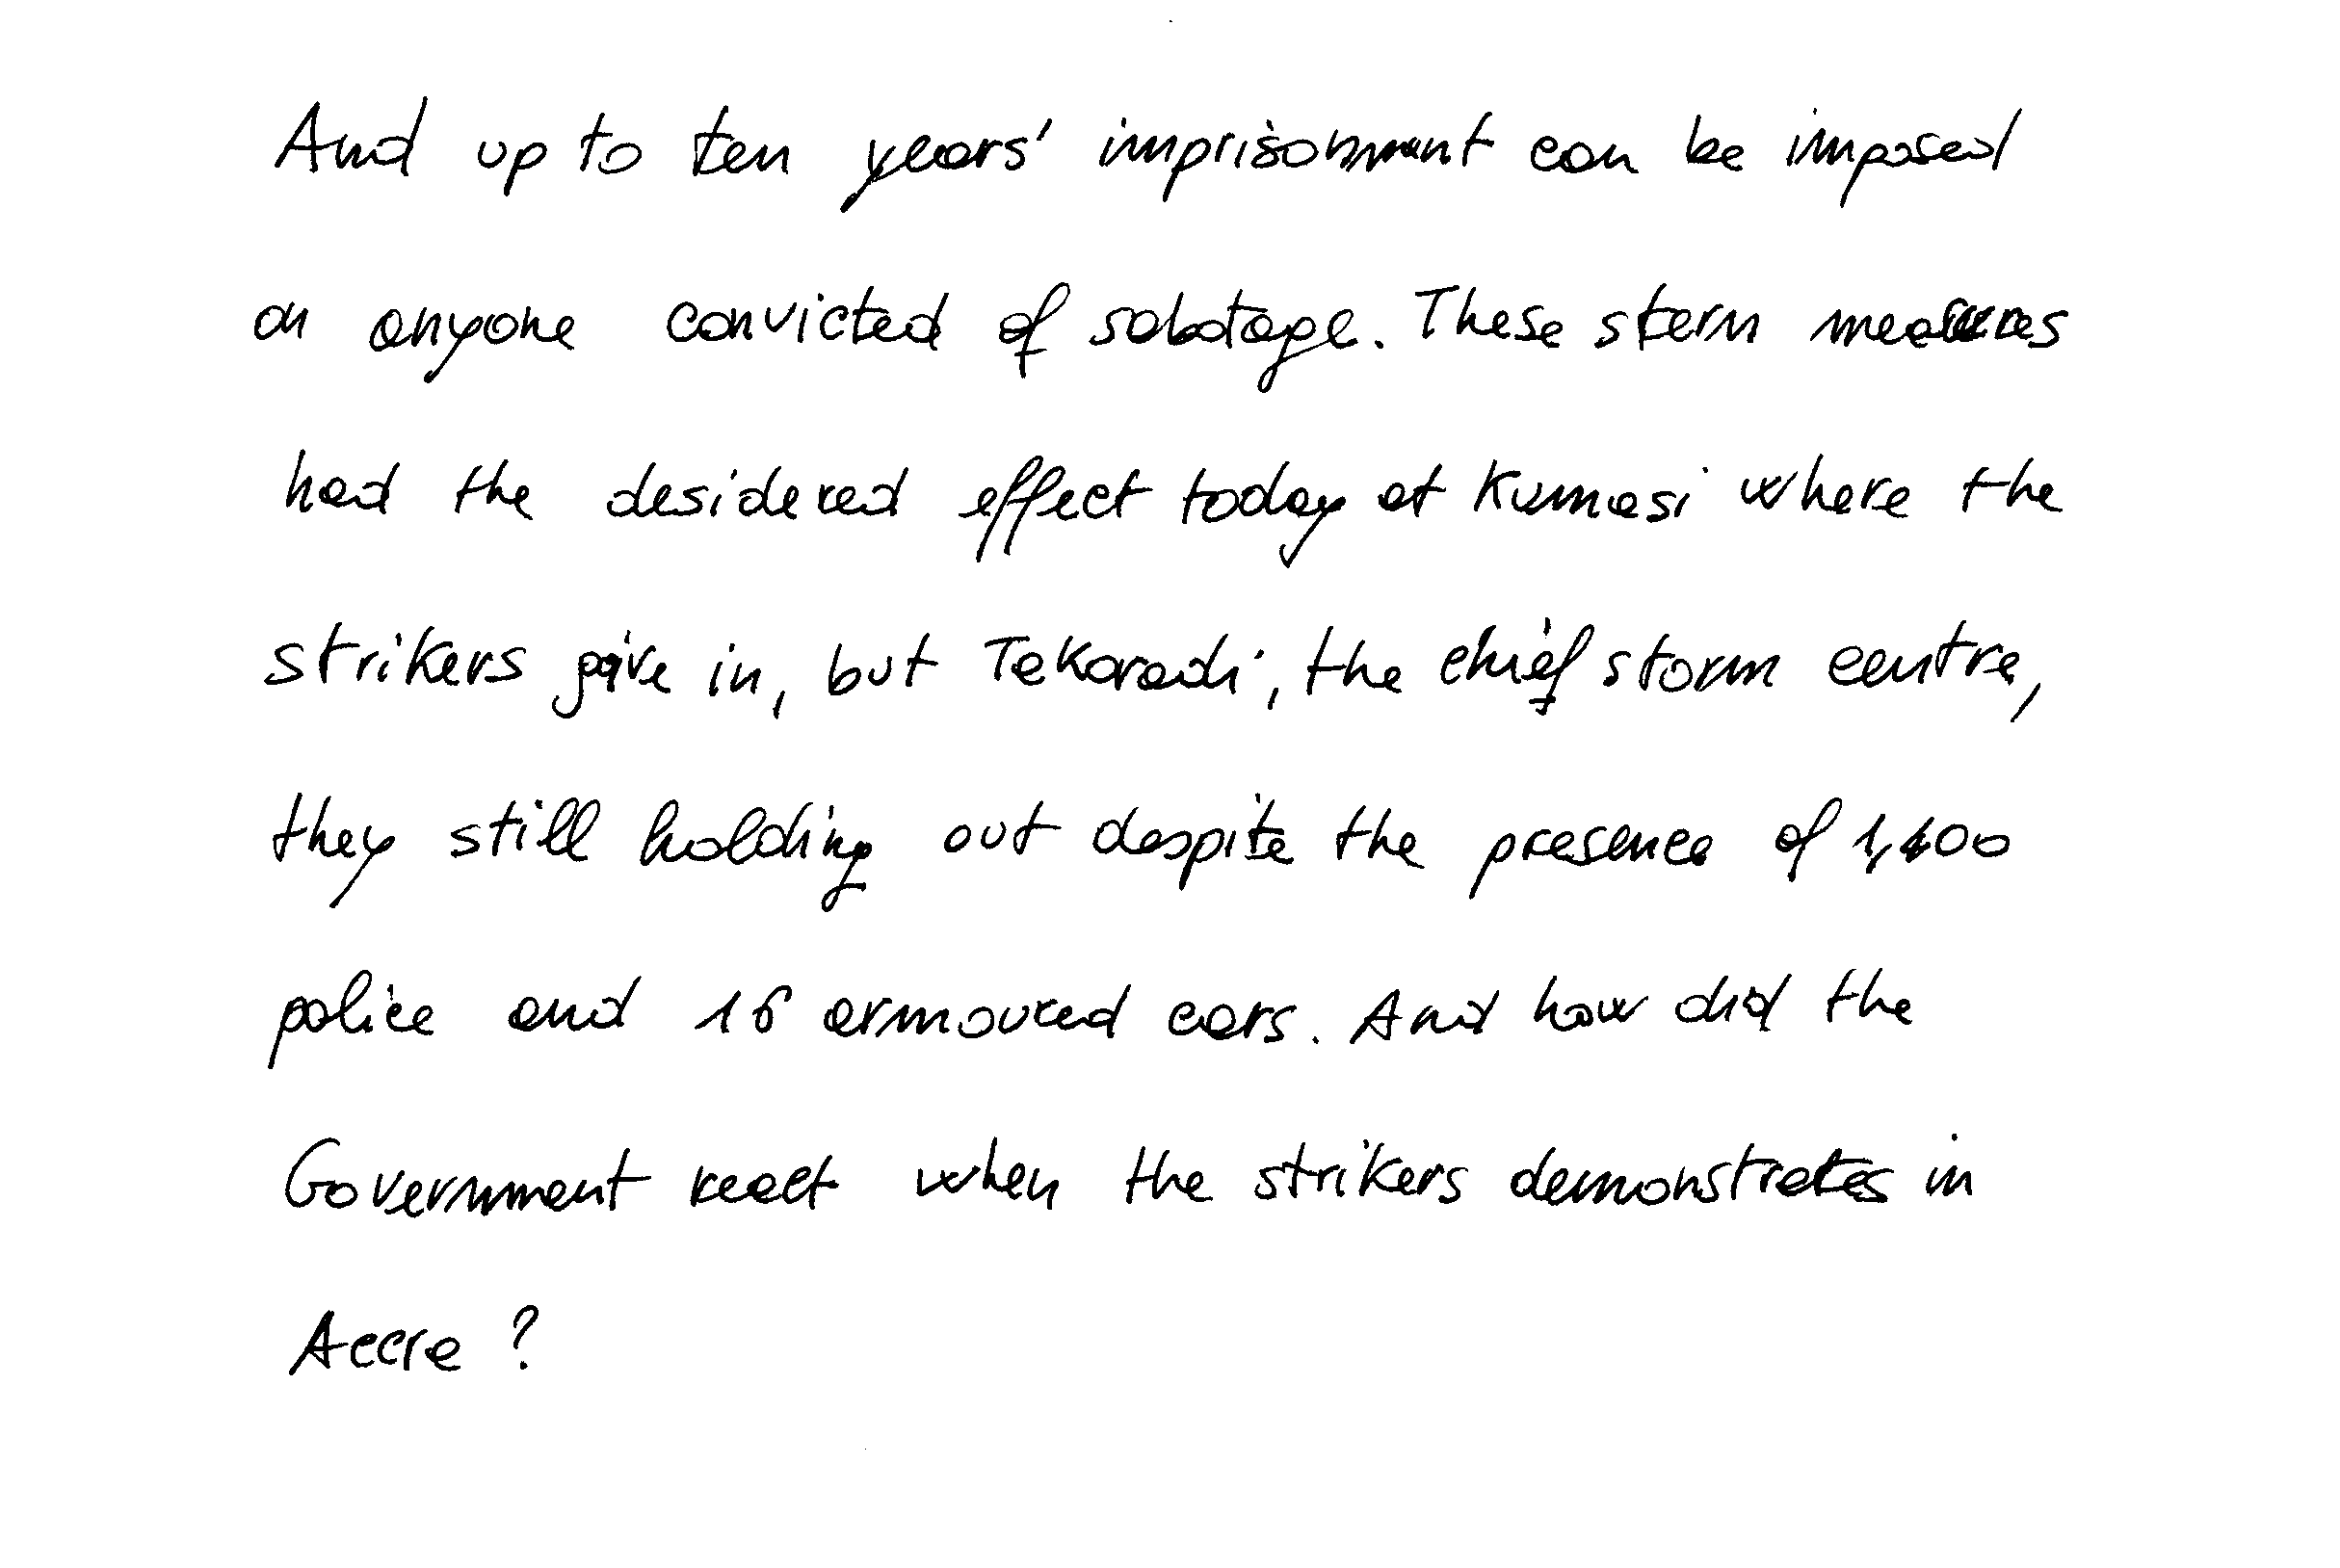 And up to ten years' imprisonment can be imposed
on anyone convicted of sabotage. These stern measures
had the desidered effect today at Kumasi where the
strikers give in, but Takoradi, the chief storm centre,
they still holding out despite the presence of 1,400
police and 16 armoured cars. And how did the
Government react when the strikers demonstrates in
Accra ?